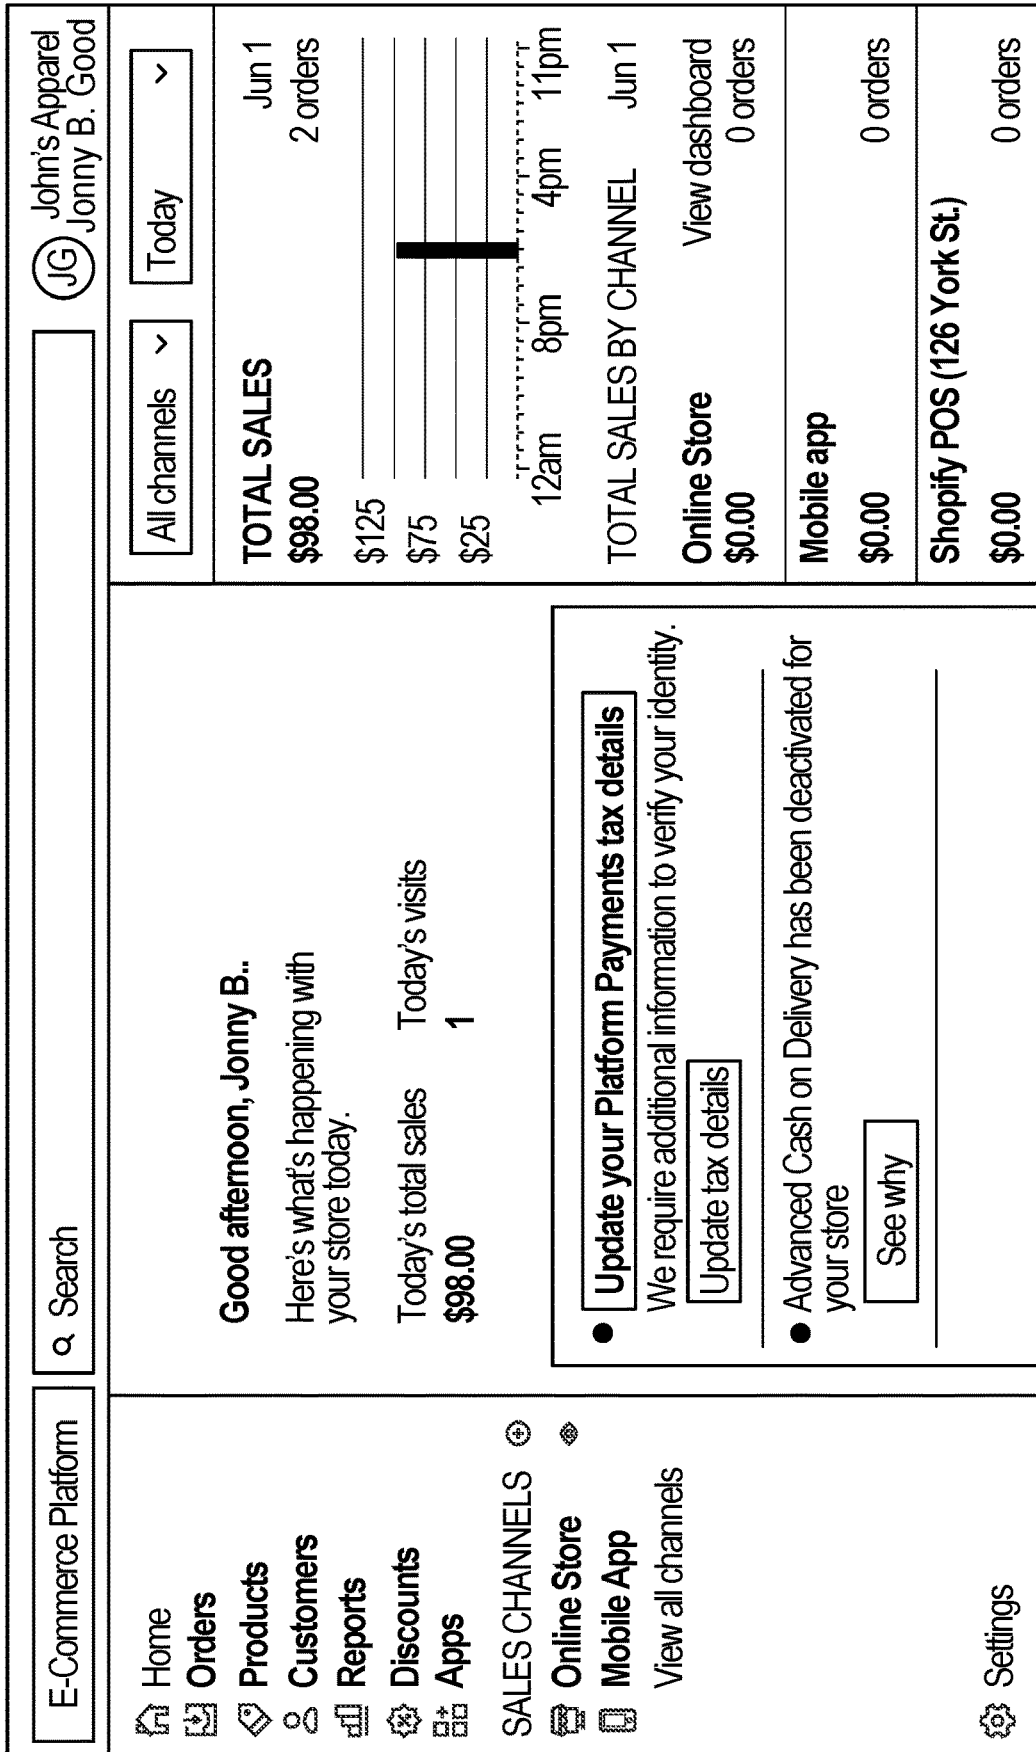 E-Commerce Platform
Search
JG
John's Apparel
Jonny B. Good
Home
Orders
Products
Customers
Reports
Discounts
Apps
SALES CHANNELS
Online Store
Mobile App
View all channels
Settings
Good afternoon, Jonny B..
Here's what's happening with
your store today.
Today's total sales Today's visits
$98.00 1
Update your Platform Payments tax details
We require additional information to verify your identity.
Update tax details
Advanced Cash on Delivery has been deactivated for
your store
See why
All channels Today
TOTAL SALES Jun 1
$98.00 2 orders
$125
$75
$25
12am 8pm 4pm 11pm
TOTAL SALES BY CHANNEL Jun 1
Online Store View dashboard
$0.00 0 orders
Mobile app
$0.00 0 orders
Shopify POS (126 York St.)
$0.00 0 orders